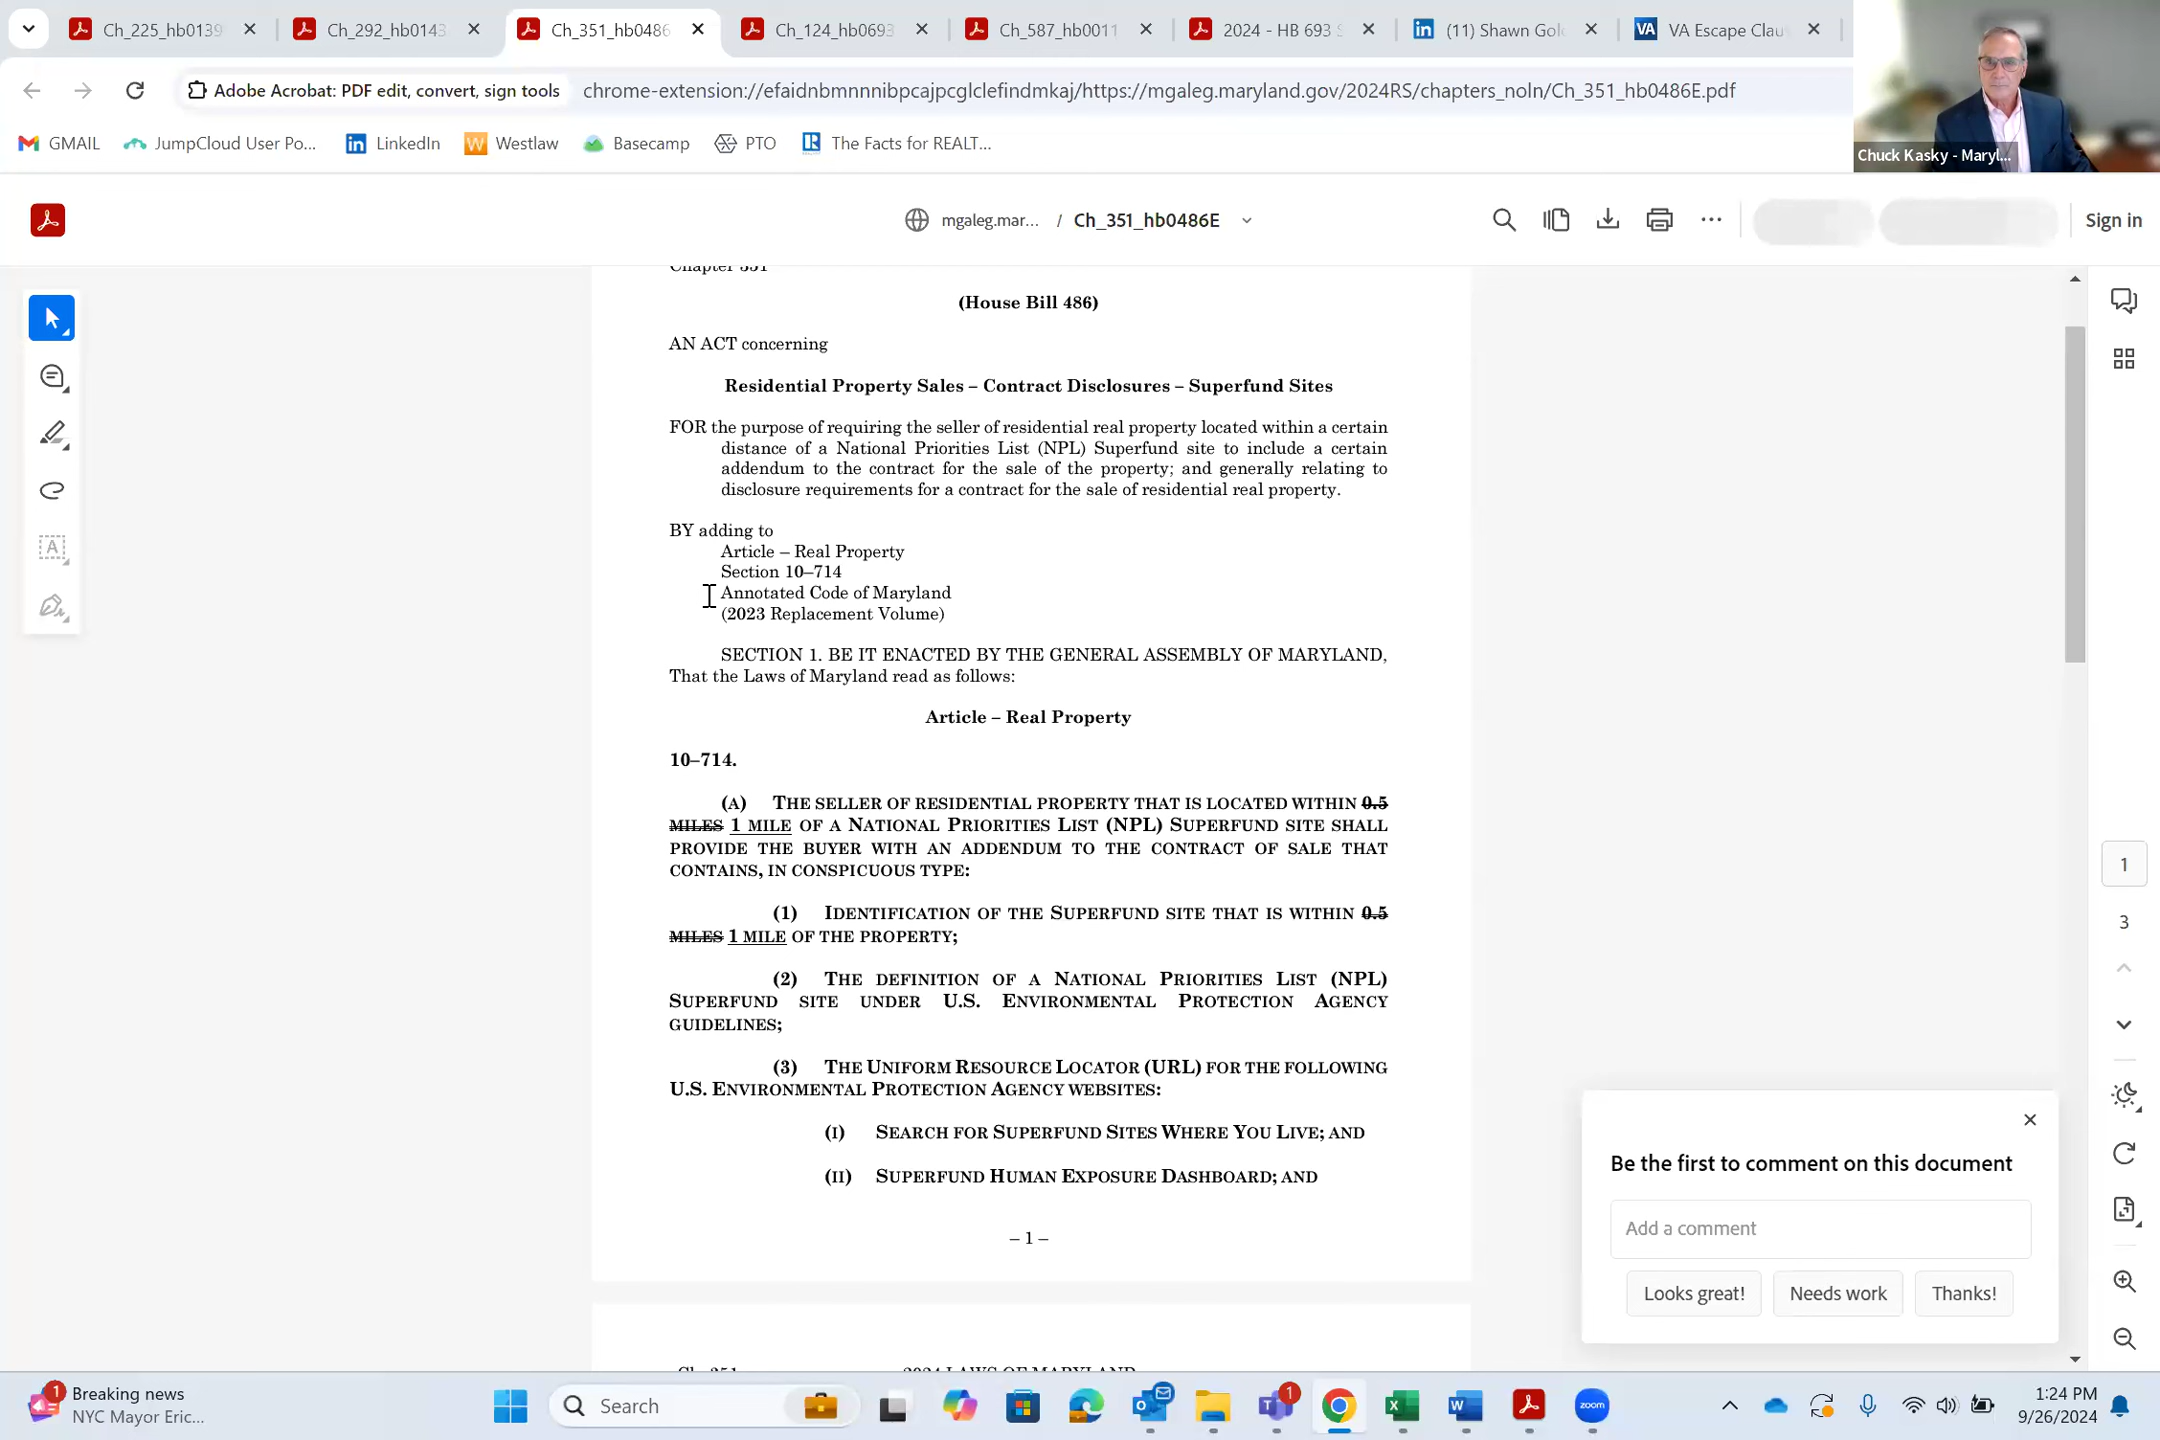 Ch_225_hb0139
Ch_292_hb0143
Ch_351_hb0486
Ch_124_hb0693
Ch_587_hb0011
2024 - HB 693 S
(11) Shawn Gol
VA Escape Clau
Adobe Acrobat: PDF edit, convert, sign tools
chrome-extension://efaidnbmnnnibpcajpcglclefindmkaj/https://mgaleg.maryland.gov/2024RS/chapters_noln/Ch_351_hb0486E.pdf
GMAIL
JumpCloud User Po...
LinkedIn
Westlaw
Basecamp
PTO
The Facts for REALT...
Chuck Kasky - Maryl...
mgaleg.mar... / Ch_351_hb0486E
Sign in
Chapter 351
(House Bill 486)
AN ACT concerning
Residential Property Sales – Contract Disclosures – Superfund Sites
FOR the purpose of requiring the seller of residential real property located within a certain
distance of a National Priorities List (NPL) Superfund site to include a certain
addendum to the contract for the sale of the property; and generally relating to
disclosure requirements for a contract for the sale of residential real property.
BY adding to
Article – Real Property
Section 10–714
Annotated Code of Maryland
(2023 Replacement Volume)
SECTION 1. BE IT ENACTED BY THE GENERAL ASSEMBLY OF MARYLAND,
That the Laws of Maryland read as follows:
Article – Real Property
10–714.
(A) THE SELLER OF RESIDENTIAL PROPERTY THAT IS LOCATED WITHIN 0.5
MILES 1 MILE OF A NATIONAL PRIORITIES LIST (NPL) SUPERFUND SITE SHALL
PROVIDE THE BUYER WITH AN ADDENDUM TO THE CONTRACT OF SALE THAT
CONTAINS, IN CONSPICUOUS TYPE:
(1) IDENTIFICATION OF THE SUPERFUND SITE THAT IS WITHIN 0.5
MILES 1 MILE OF THE PROPERTY;
(2) THE DEFINITION OF A NATIONAL PRIORITIES LIST (NPL)
SUPERFUND SITE UNDER U.S. ENVIRONMENTAL PROTECTION AGENCY
GUIDELINES;
(3) THE UNIFORM RESOURCE LOCATOR (URL) FOR THE FOLLOWING
U.S. ENVIRONMENTAL PROTECTION AGENCY WEBSITES:
(I) SEARCH FOR SUPERFUND SITES WHERE YOU LIVE; AND
(II) SUPERFUND HUMAN EXPOSURE DASHBOARD; AND
– 1 –
Ch. 351 2024 LAWS OF MARYLAND
1
3
Be the first to comment on this document
Add a comment
Looks great!
Needs work
Thanks!
1
Breaking news
NYC Mayor Eric...
Search
1
zoom
1:24 PM
9/26/2024